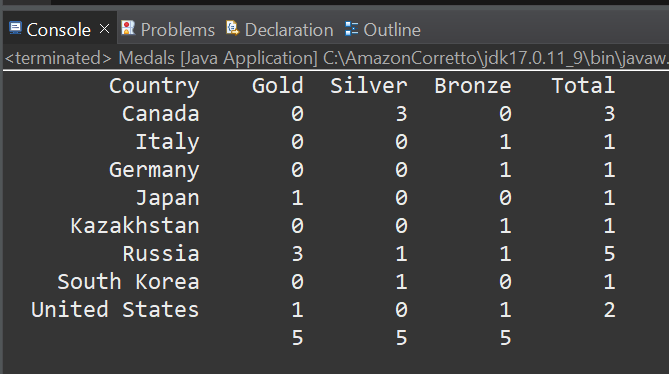 Console Problems Declaration Outline
<terminated> Medals [Java Application] C:\AmazonCorretto\jdk17.0.11_9\bin\javaw.
Country Gold Silver Bronze Total
Canada 0 3 0 3
Italy 0 0 1 1
Germany 0 0 1 1
Japan 1 0 0 1
Kazakhstan 0 0 1 1
Russia 3 1 1 5
South Korea 0 1 0 1
United States 1 0 1 2
5 5 5